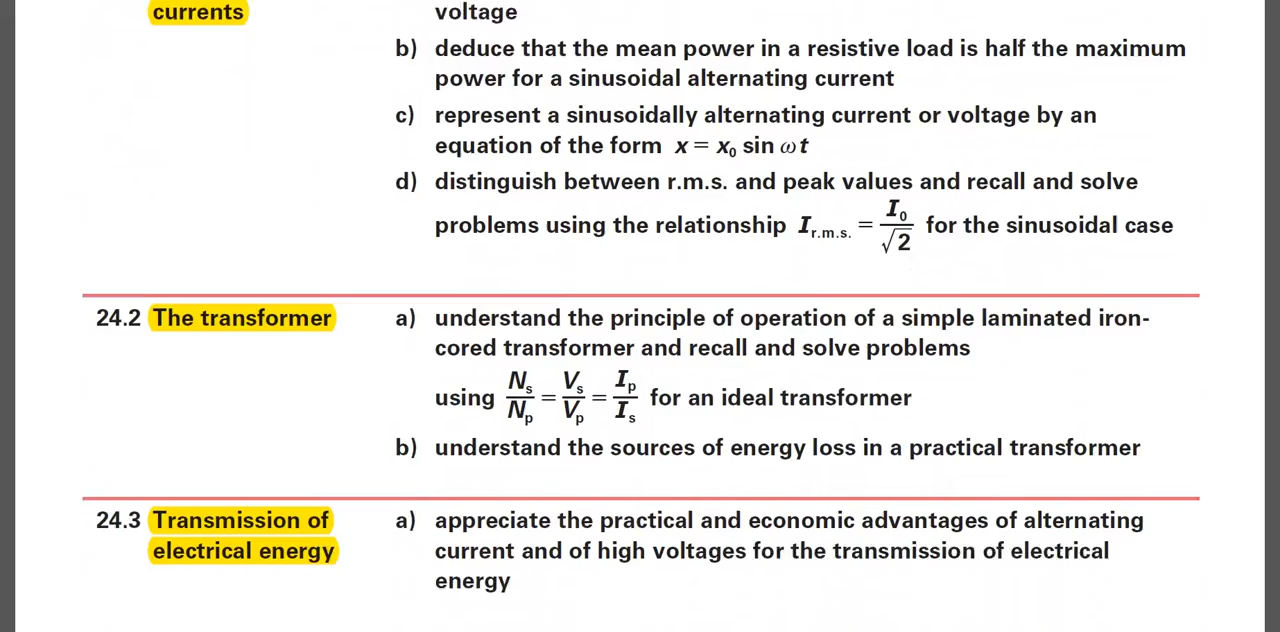 currents
voltage
b) deduce that the mean power in a resistive load is half the maximum
power for a sinusoidal alternating current
c) represent a sinusoidally alternating current or voltage by an
equation of the form x = x₀ sin ωt
d) distinguish between r.m.s. and peak values and recall and solve
problems using the relationship I r.m.s. = I₀/√2 for the sinusoidal case
24.2 The transformer
a) understand the principle of operation of a simple laminated iron-
cored transformer and recall and solve problems
using Nₛ/Nₚ = Vₛ/Vₚ = Iₚ/Iₛ for an ideal transformer
b) understand the sources of energy loss in a practical transformer
24.3 Transmission of
electrical energy
a) appreciate the practical and economic advantages of alternating
current and of high voltages for the transmission of electrical
energy